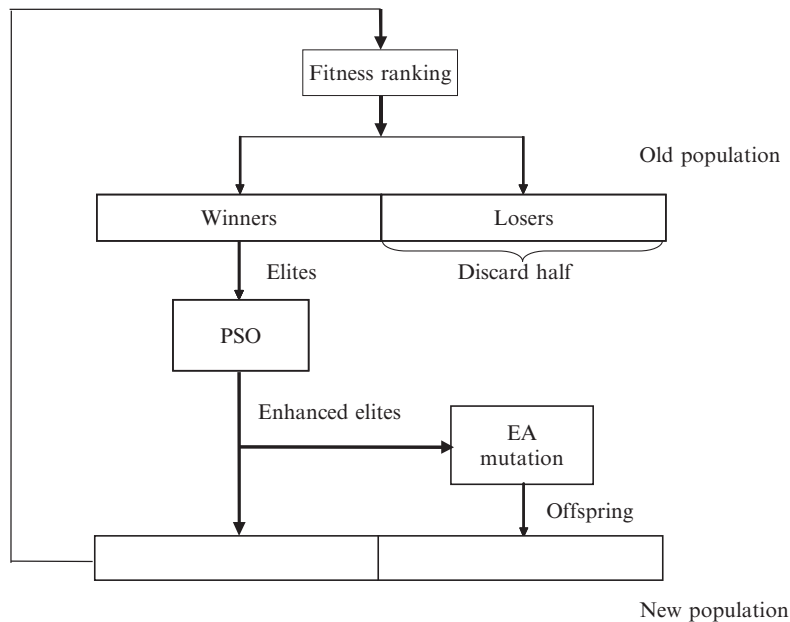 Fitness ranking
Old population
Winners
Losers
Elites
Discard half
PSO
Enhanced elites
EA
mutation
Offspring
New population